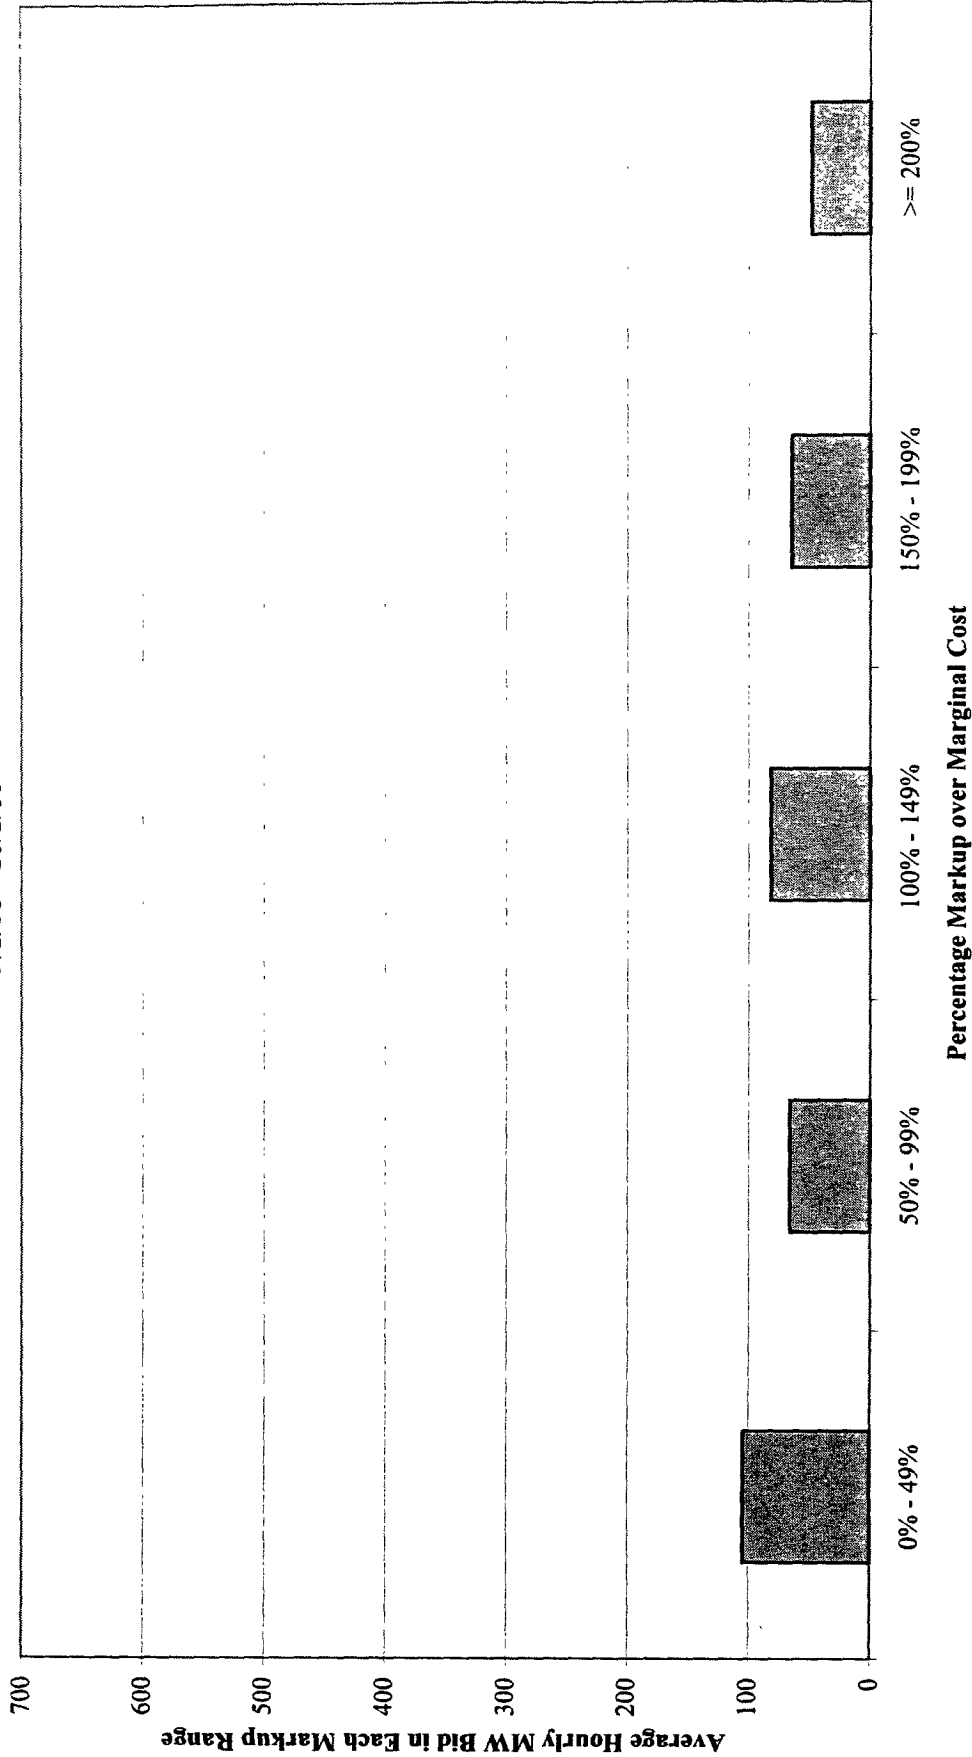 700
600
500
400
300
200
100
0
Average Hourly MW Bid in Each Markup Range
0% - 49%
50% - 99%
100% - 149%
150% - 199%
>= 200%
Percentage Markup over Marginal Cost